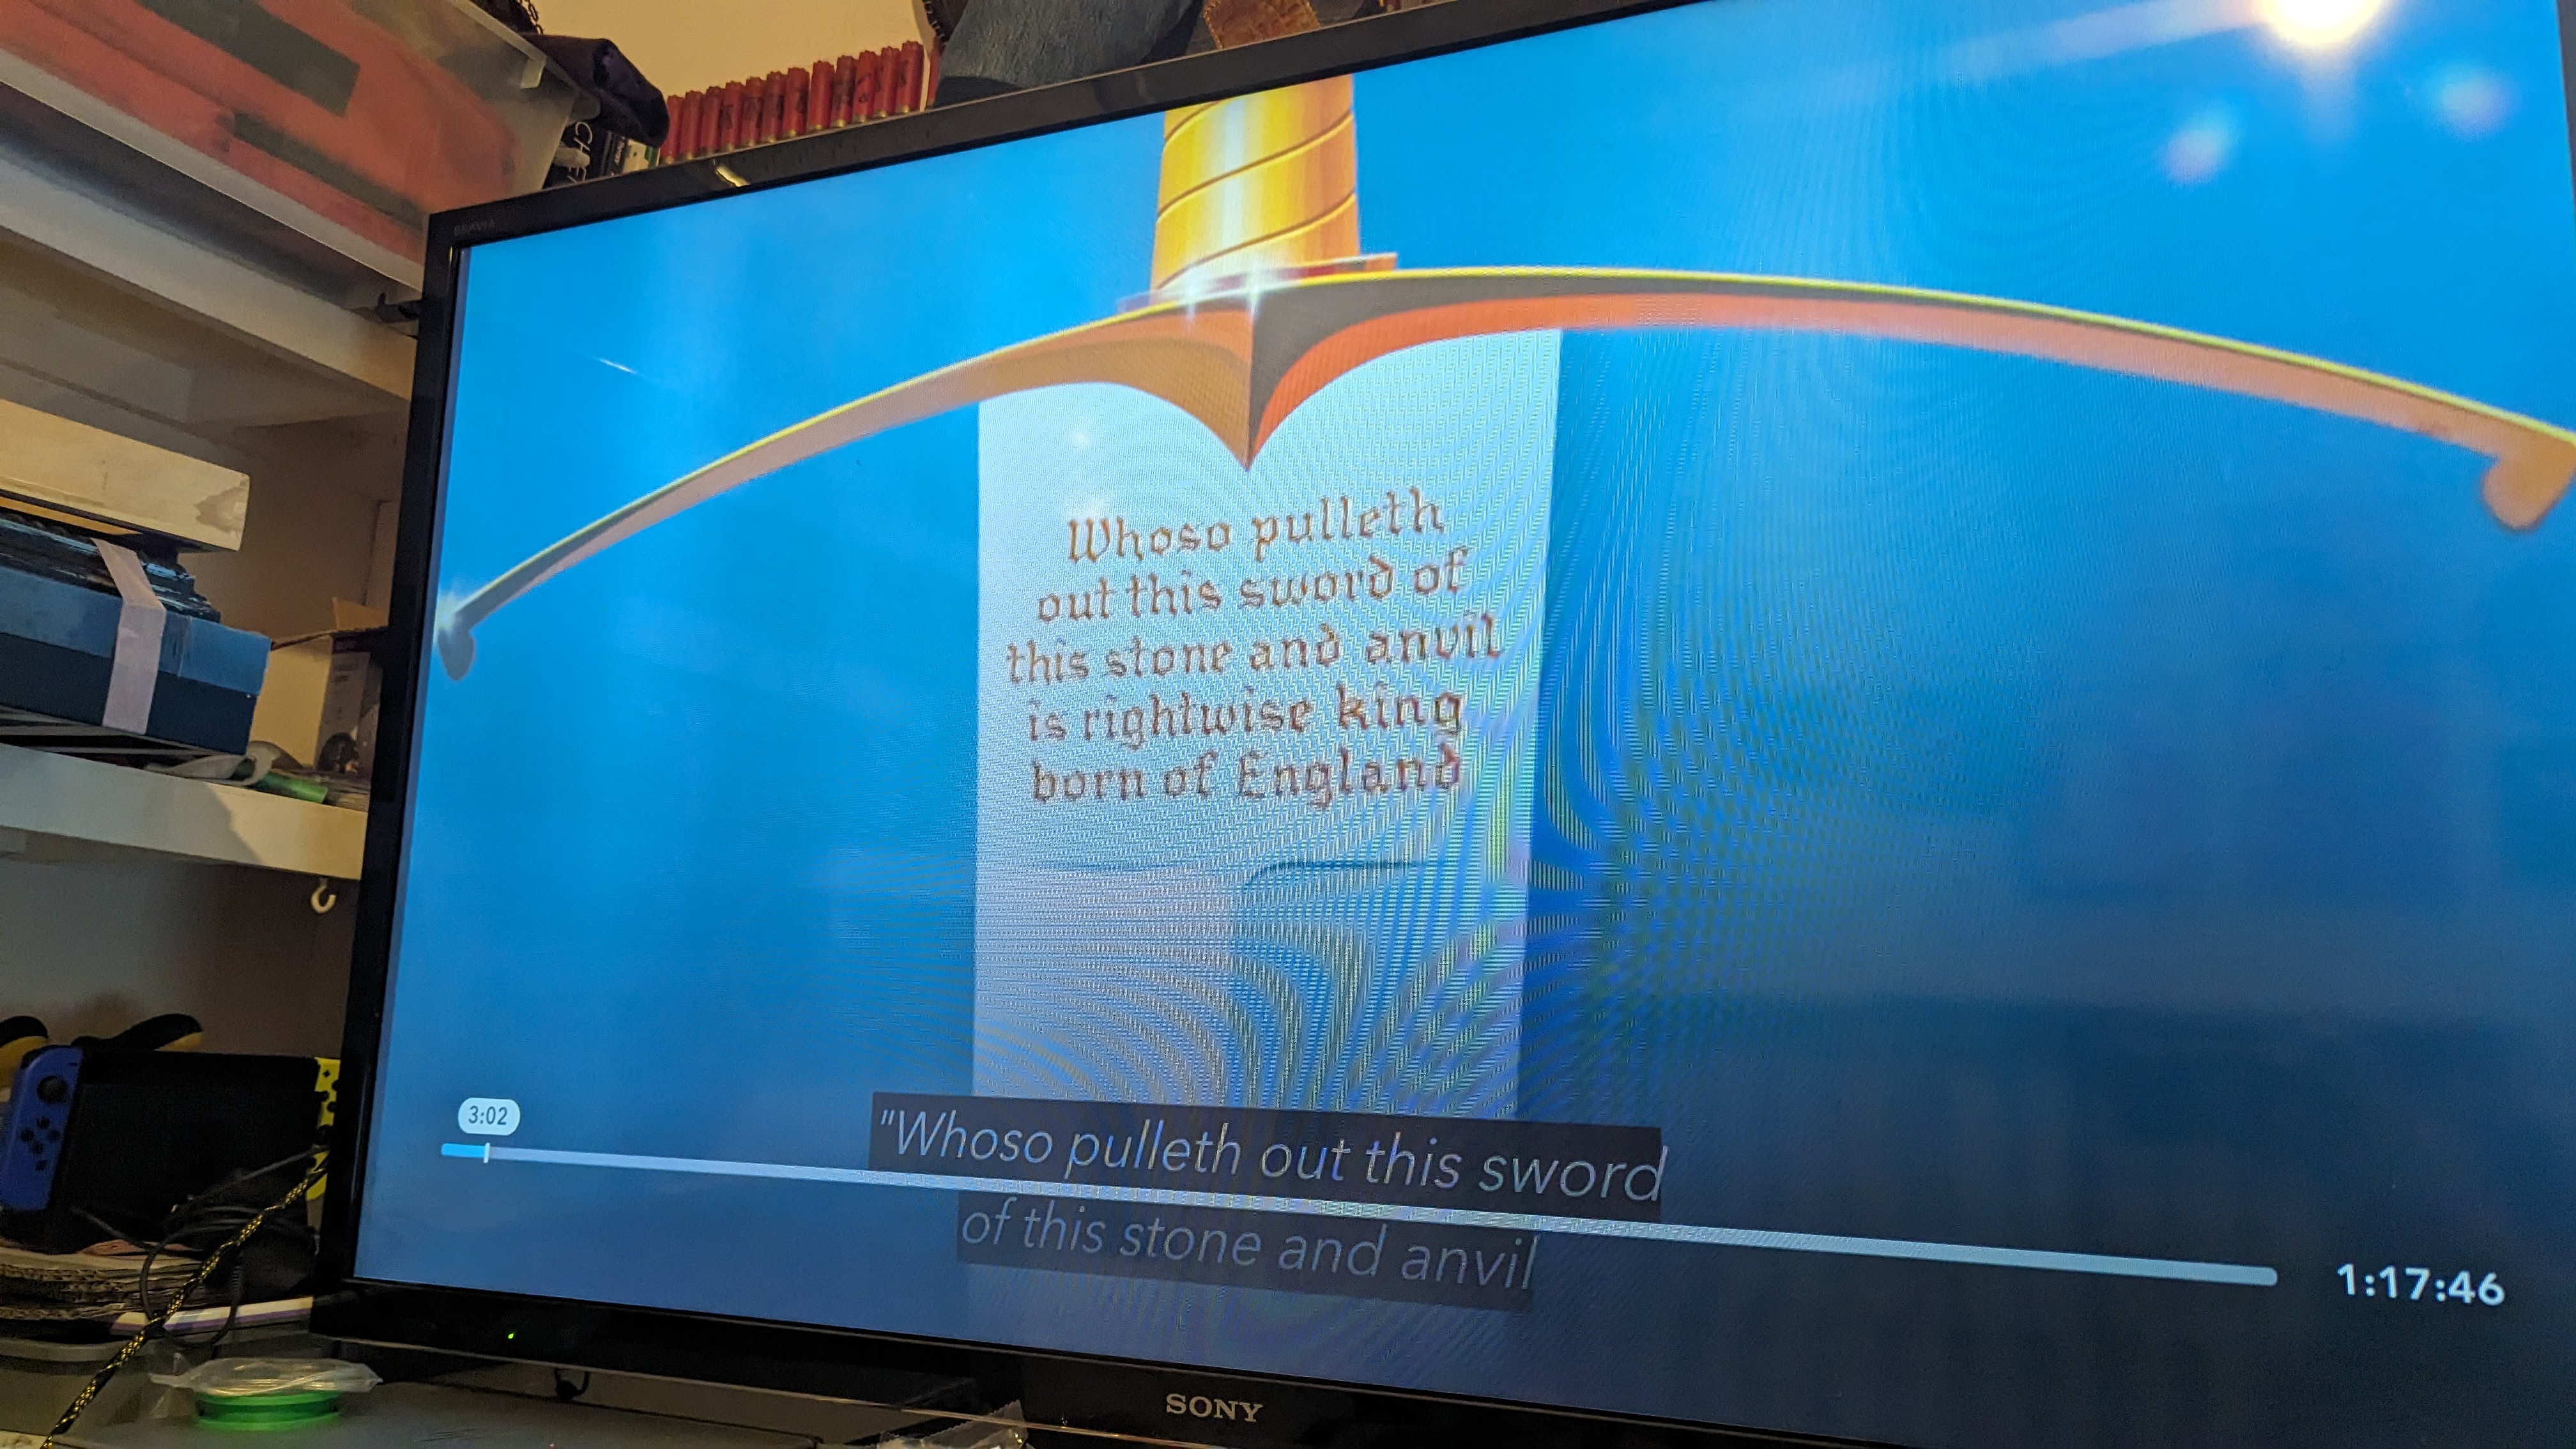 BRAVIA
Whoso pulleth
out this sword of
this stone and anvil
is rightwise king
born of England
3:02
"Whoso pulleth out this sword
of this stone and anvil
1:17:46
SONY